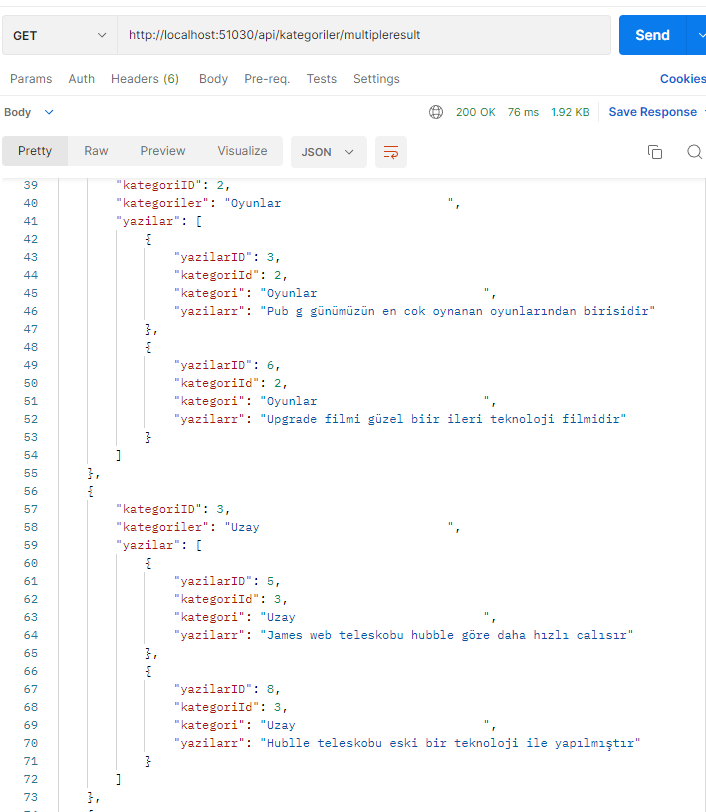 GET http://localhost:51030/api/kategoriler/multipleresult Send
Params Auth Headers (6) Body Pre-req. Tests Settings Cookies
Body 200 OK 76 ms 1.92 KB Save Response
Pretty Raw Preview Visualize JSON
39 "kategoriID": 2,
40 "kategoriler": "Oyunlar                       ",
41 "yazilar": [
42 {
43 "yazilarID": 3,
44 "kategoriId": 2,
45 "kategori": "Oyunlar                       ",
46 "yazilarr": "Pub g günümüzün en cok oynanan oyunlarından birisidir"
47 },
48 {
49 "yazilarID": 6,
50 "kategoriId": 2,
51 "kategori": "Oyunlar                       ",
52 "yazilarr": "Upgrade filmi güzel biir ileri teknoloji filmidir"
53 }
54 ]
55 },
56 {
57 "kategoriID": 3,
58 "kategoriler": "Uzay                          ",
59 "yazilar": [
60 {
61 "yazilarID": 5,
62 "kategoriId": 3,
63 "kategori": "Uzay                          ",
64 "yazilarr": "James web teleskobu hubble göre daha hızlı calısır"
65 },
66 {
67 "yazilarID": 8,
68 "kategoriId": 3,
69 "kategori": "Uzay                          ",
70 "yazilarr": "Hublle teleskobu eski bir teknoloji ile yapılmıştır"
71 }
72 ]
73 },